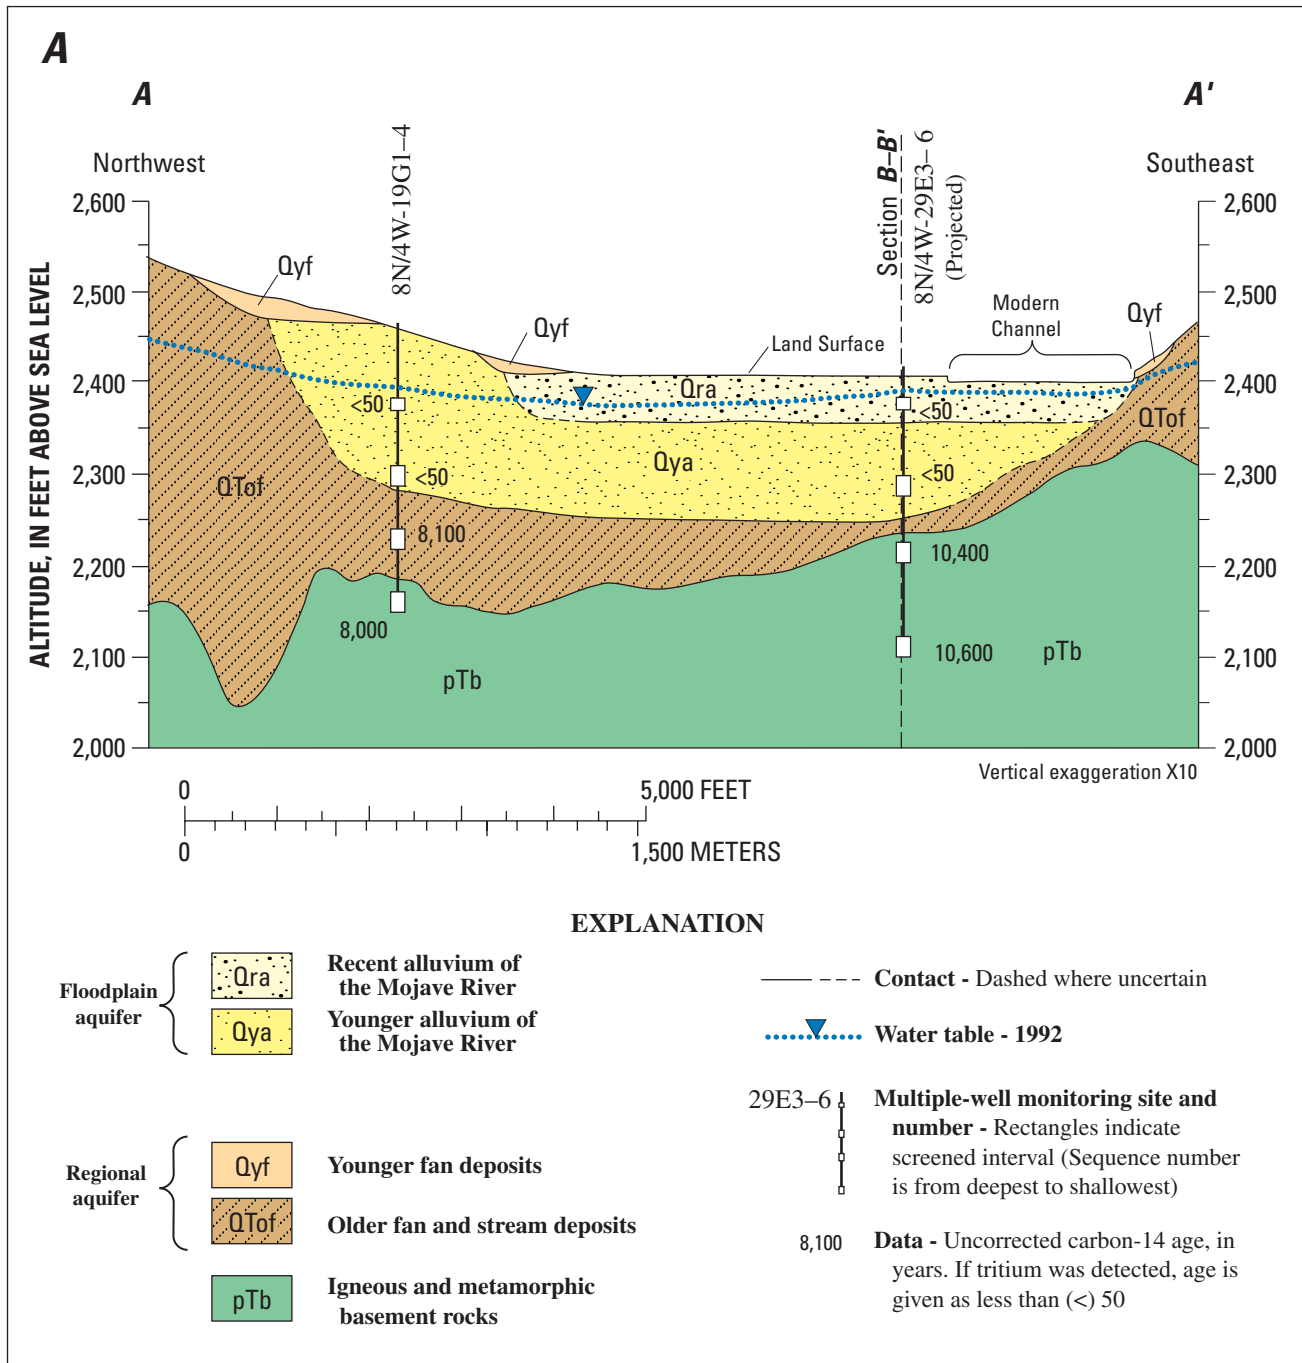 A
A
A'
Northwest
Southeast
8N/4W-19G1–4
Section B–B'
8N/4W-29E3– 6
(Projected)
ALTITUDE, IN FEET ABOVE SEA LEVEL
2,600
2,500
2,400
2,300
2,200
2,100
2,000
2,600
2,500
2,400
2,300
2,200
2,100
2,000
Qyf
Qyf
Land Surface
Modern
Channel
Qyf
Qra
<50
<50
QTof
Qya
<50
<50
QTof
8,100
10,400
8,000
10,600
pTb
pTb
Vertical exaggeration X10
0
5,000 FEET
0
1,500 METERS
EXPLANATION
Floodplain
aquifer
Qra
Recent alluvium of
the Mojave River
Qya
Younger alluvium of
the Mojave River
Regional
aquifer
Qyf
Younger fan deposits
QTof
Older fan and stream deposits
pTb
Igneous and metamorphic
basement rocks
Contact - Dashed where uncertain
Water table - 1992
29E3–6
Multiple-well monitoring site and
number - Rectangles indicate
screened interval (Sequence number
is from deepest to shallowest)
8,100
Data - Uncorrected carbon-14 age, in
years. If tritium was detected, age is
given as less than (<) 50